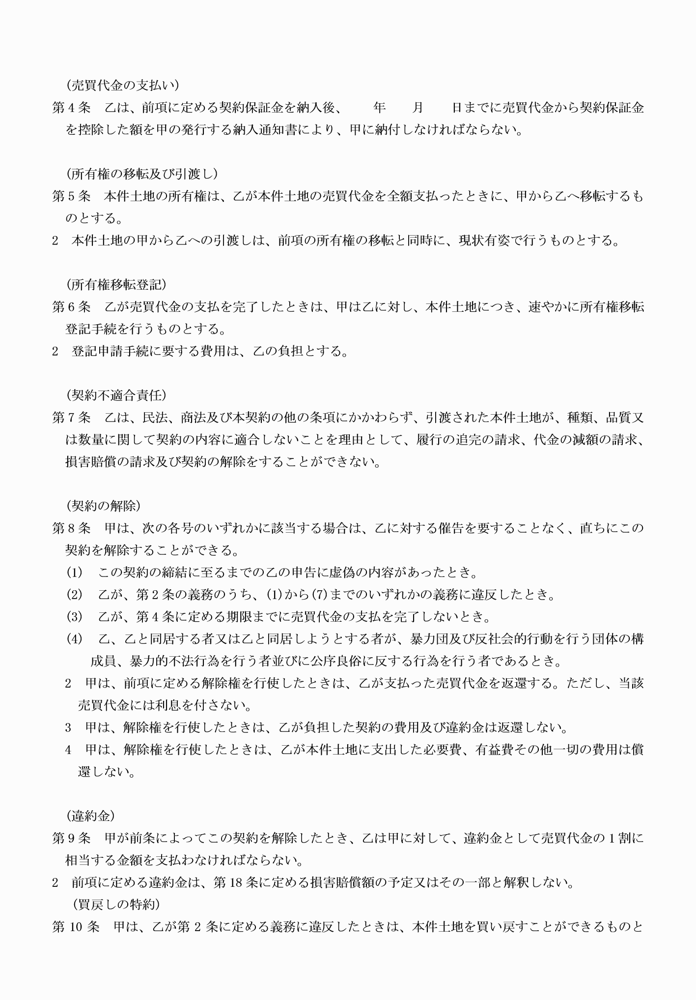 （売買代金の支払い）
第４条　乙は、前項に定める契約保証金を納入後、　　年　　月　　日までに売買代金から契約保証金
を控除した額を甲の発行する納入通知書により、甲に納付しなければならない。
（所有権の移転及び引渡し）
第５条　本件土地の所有権は、乙が本件土地の売買代金を全額支払ったときに、甲から乙へ移転するも
のとする。
2　本件土地の甲から乙への引渡しは、前項の所有権の移転と同時に、現状有姿で行うものとする。
（所有権移転登記）
第６条　乙が売買代金の支払を完了したときは、甲は乙に対し、本件土地につき、速やかに所有権移転
登記手続を行うものとする。
2　登記申請手続に要する費用は、乙の負担とする。
（契約不適合責任）
第７条　乙は、民法、商法及び本契約の他の条項にかかわらず、引渡された本件土地が、種類、品質又
は数量に関して契約の内容に適合しないことを理由として、履行の追完の請求、代金の減額の請求、
損害賠償の請求及び契約の解除をすることができない。
（契約の解除）
第８条　甲は、次の各号のいずれかに該当する場合は、乙に対する催告を要することなく、直ちにこの
契約を解除することができる。
(1)　この契約の締結に至るまでの乙の申告に虚偽の内容があったとき。
(2)　乙が、第２条の義務のうち、(1)から(7)までのいずれかの義務に違反したとき。
(3)　乙が、第４条に定める期限までに売買代金の支払を完了しないとき。
(4)　乙、乙と同居する者又は乙と同居しようとする者が、暴力団及び反社会的行動を行う団体の構
成員、暴力的不法行為を行う者並びに公序良俗に反する行為を行う者であるとき。
2　甲は、前項に定める解除権を行使したときは、乙が支払った売買代金を返還する。ただし、当該
売買代金には利息を付さない。
3　甲は、解除権を行使したときは、乙が負担した契約の費用及び違約金は返還しない。
4　甲は、解除権を行使したときは、乙が本件土地に支出した必要費、有益費その他一切の費用は償
還しない。
（違約金）
第９条　甲が前条によってこの契約を解除したとき、乙は甲に対して、違約金として売買代金の１割に
相当する金額を支払わなければならない。
2　前項に定める違約金は、第 18 条に定める損害賠償額の予定又はその一部と解釈しない。
（買戻しの特約）
第 10 条　甲は、乙が第 2 条に定める義務に違反したときは、本件土地を買い戻すことができるものと